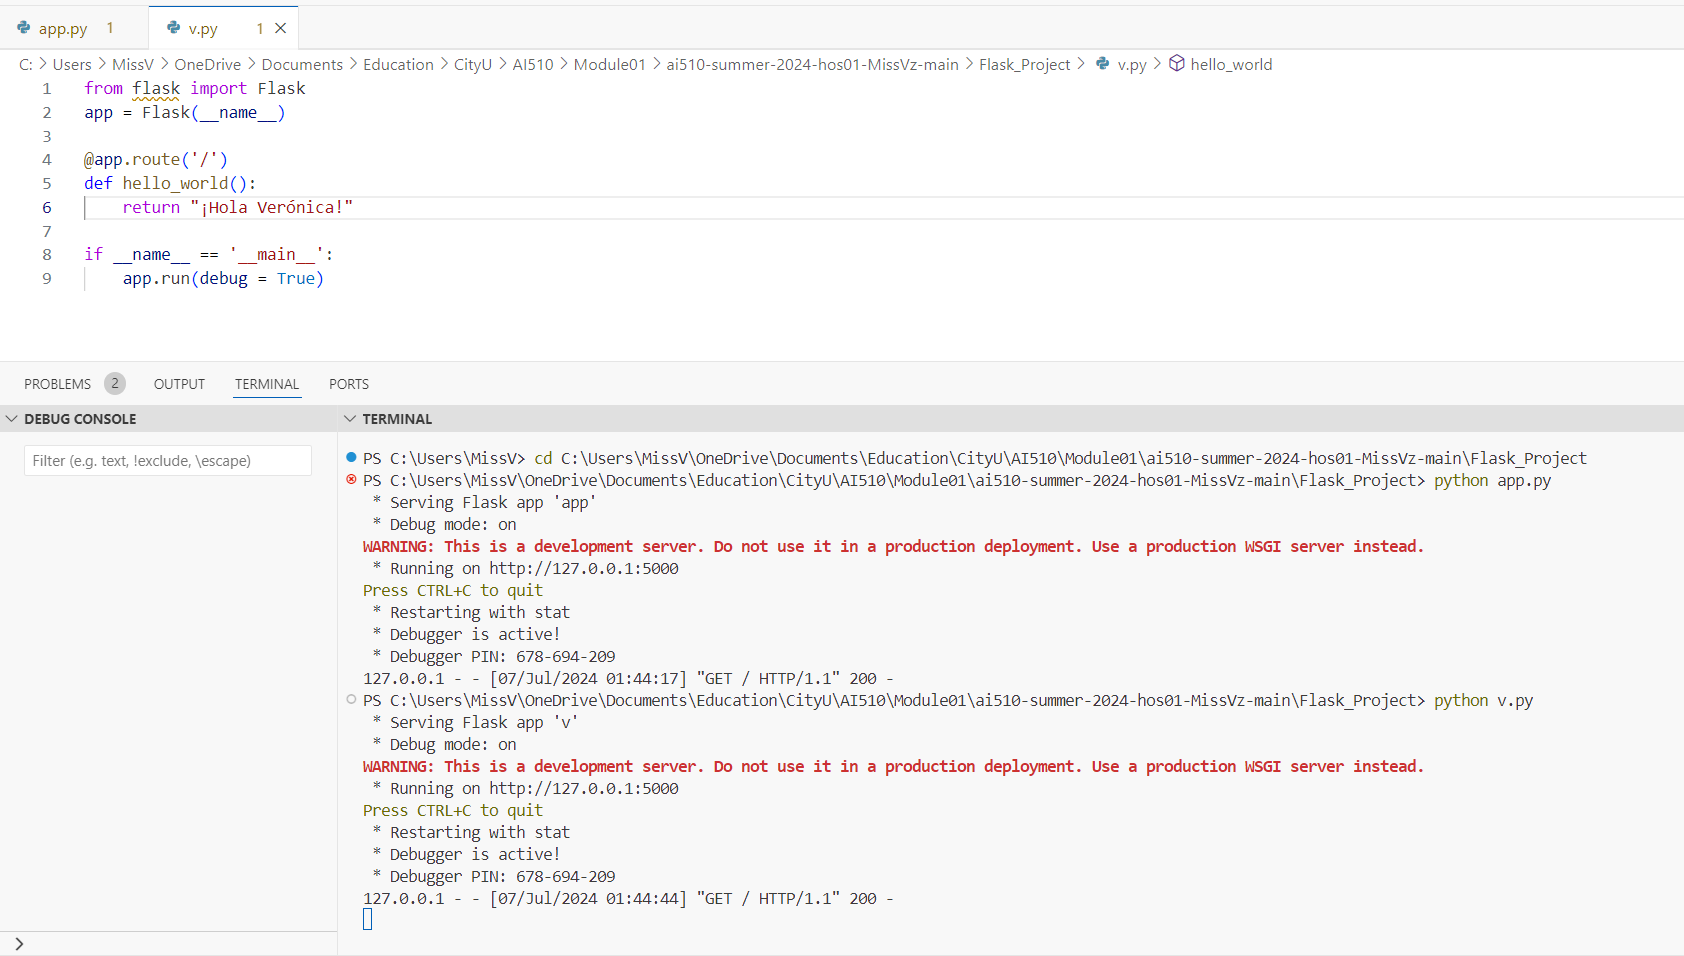 app.py 1
v.py 1
C: > Users > MissV > OneDrive > Documents > Education > CityU > AI510 > Module01 > ai510-summer-2024-hos01-MissVz-main > Flask_Project > v.py > hello_world
1 from flask import Flask
2 app = Flask(__name__)
3
4 @app.route('/')
5 def hello_world():
6     return "¡Hola Verónica!"
7
8 if __name__ == '__main__':
9     app.run(debug = True)
PROBLEMS 2 OUTPUT TERMINAL PORTS
DEBUG CONSOLE
Filter (e.g. text, !exclude, \escape)
TERMINAL
PS C:\Users\MissV> cd C:\Users\MissV\OneDrive\Documents\Education\CityU\AI510\Module01\ai510-summer-2024-hos01-MissVz-main\Flask_Project
PS C:\Users\MissV\OneDrive\Documents\Education\CityU\AI510\Module01\ai510-summer-2024-hos01-MissVz-main\Flask_Project> python app.py
 * Serving Flask app 'app'
 * Debug mode: on
WARNING: This is a development server. Do not use it in a production deployment. Use a production WSGI server instead.
 * Running on http://127.0.0.1:5000
Press CTRL+C to quit
 * Restarting with stat
 * Debugger is active!
 * Debugger PIN: 678-694-209
127.0.0.1 - - [07/Jul/2024 01:44:17] "GET / HTTP/1.1" 200 -
PS C:\Users\MissV\OneDrive\Documents\Education\CityU\AI510\Module01\ai510-summer-2024-hos01-MissVz-main\Flask_Project> python v.py
 * Serving Flask app 'v'
 * Debug mode: on
WARNING: This is a development server. Do not use it in a production deployment. Use a production WSGI server instead.
 * Running on http://127.0.0.1:5000
Press CTRL+C to quit
 * Restarting with stat
 * Debugger is active!
 * Debugger PIN: 678-694-209
127.0.0.1 - - [07/Jul/2024 01:44:44] "GET / HTTP/1.1" 200 -